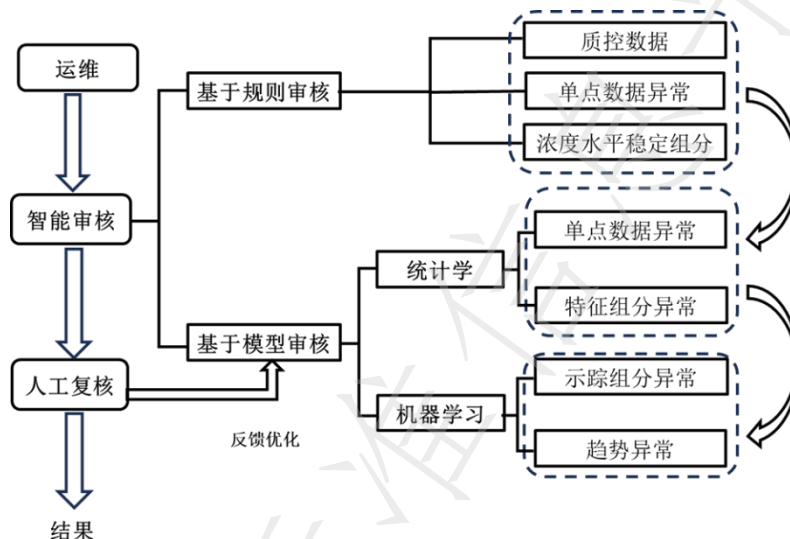 运维
智能审核
人工复核
结果
基于规则审核
质控数据
单点数据异常
浓度水平稳定组分
基于模型审核
统计学
单点数据异常
特征组分异常
机器学习
示踪组分异常
趋势异常
反馈优化